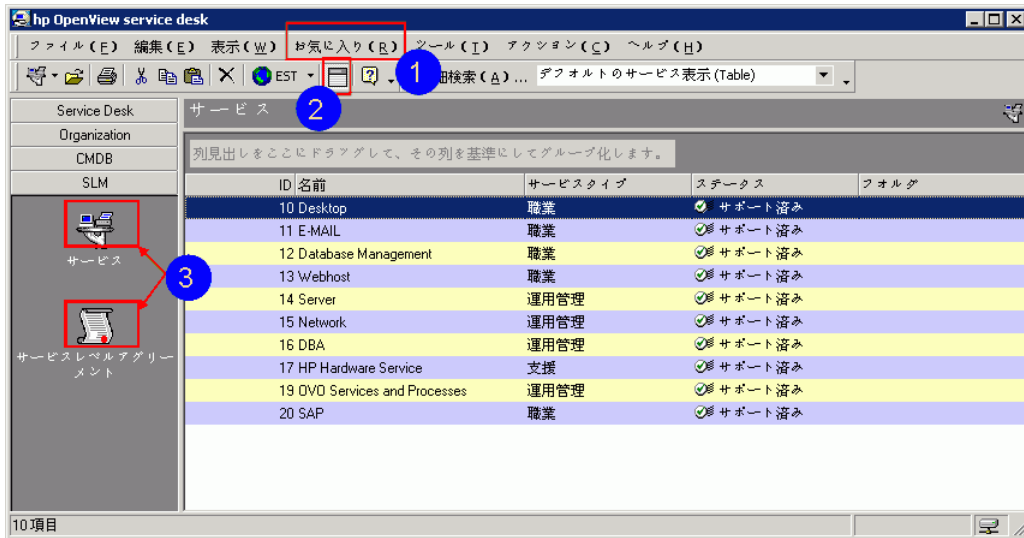 hp OpenView service desk
ファイル(F) 編集(E) 表示(W) お気に入り(R) ツール(T) アクション(C) ヘルプ(H)
EST 細検索(A)... デフォルトのサービス表示(Table)
1
2
Service Desk
Organization
CMDB
SLM
サービス
サービスレベルアグリーメント
3
サービス
列見出しをここにドラッグして、その列を基準にしてグループ化します。
ID 名前 サービスタイプ ステータス フォルダ
10 Desktop 職業 サポート済み
11 E-MAIL 職業 サポート済み
12 Database Management 職業 サポート済み
13 Webhost 職業 サポート済み
14 Server 運用管理 サポート済み
15 Network 運用管理 サポート済み
16 DBA 運用管理 サポート済み
17 HP Hardware Service 支援 サポート済み
19 OVO Services and Processes 運用管理 サポート済み
20 SAP 職業 サポート済み
10項目